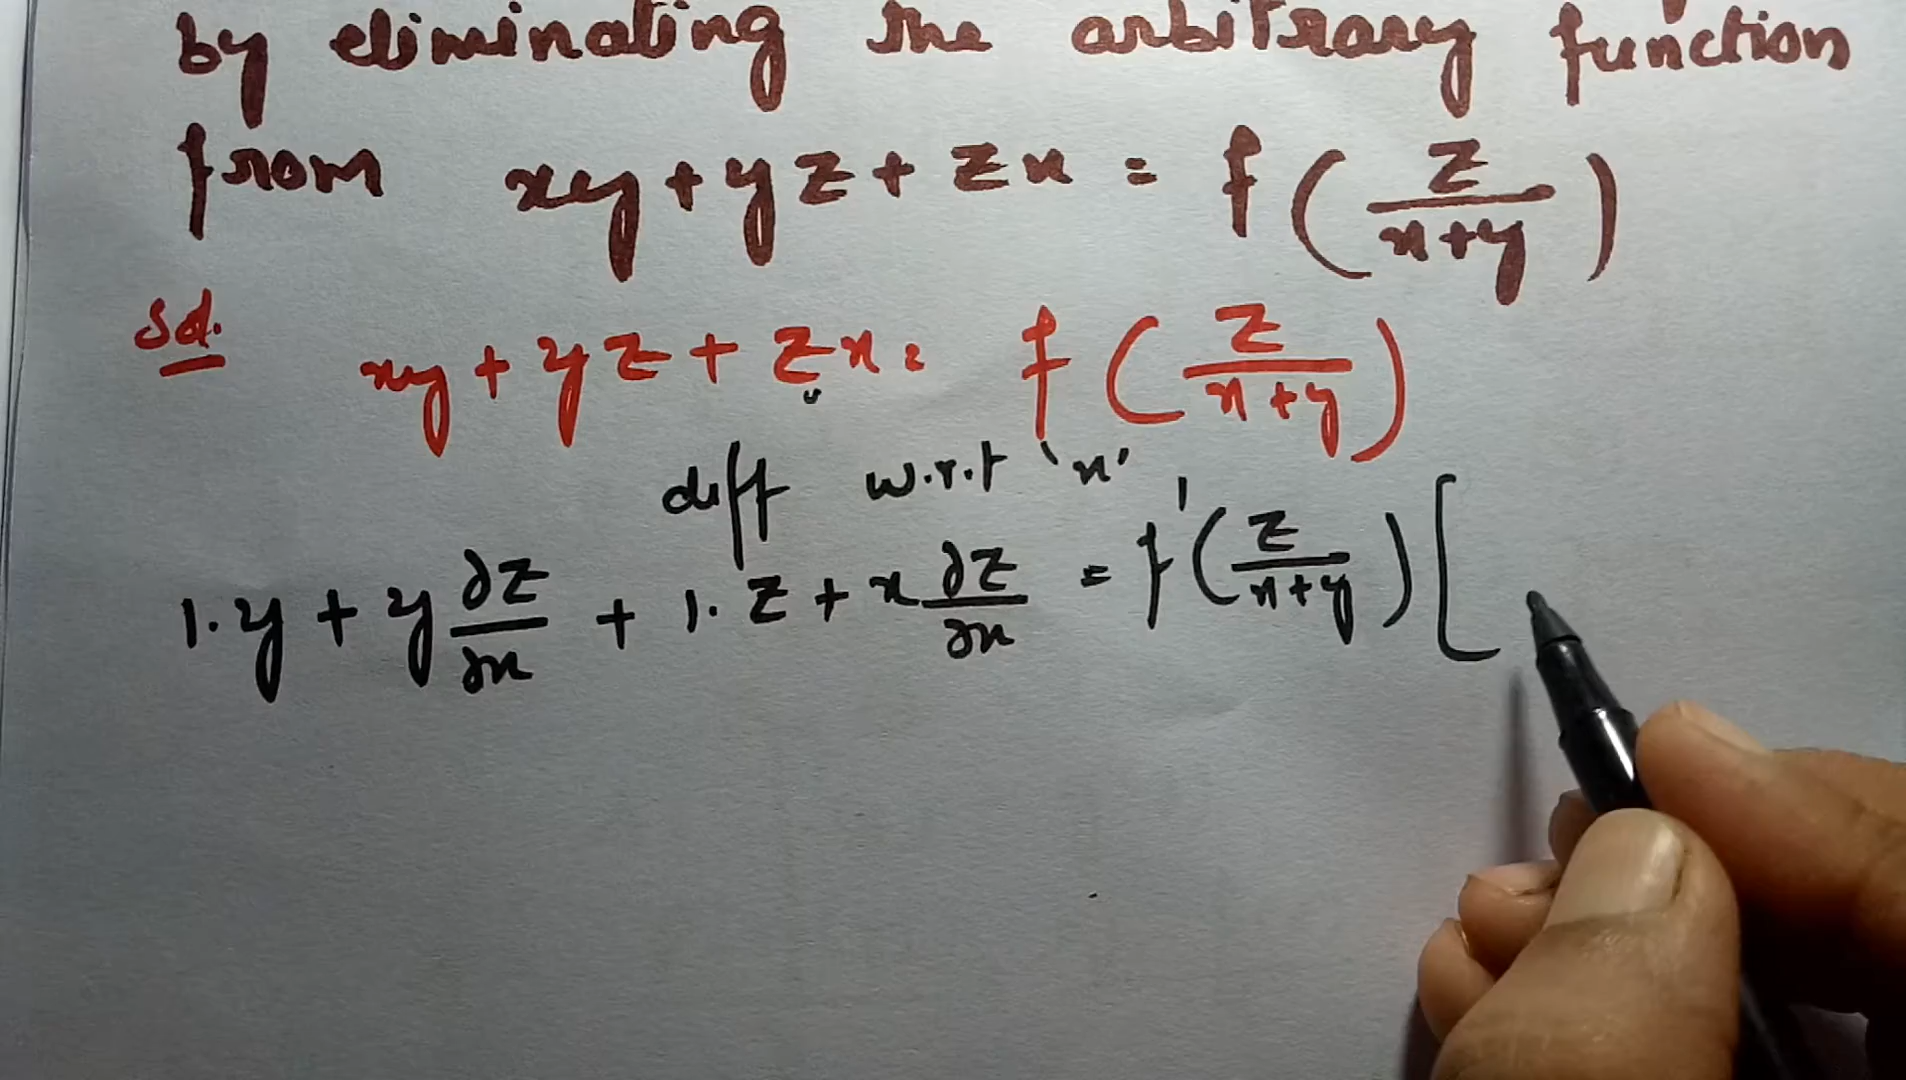 by eliminating the arbitrary function
from xy + yz + zx = f(z/(x+y))
Sol. xy + yz + zx = f(z/(x+y))
diff w.r.t 'x'
1.y + y ∂z/∂x + 1.z + x ∂z/∂x = f'(z/(x+y)) [